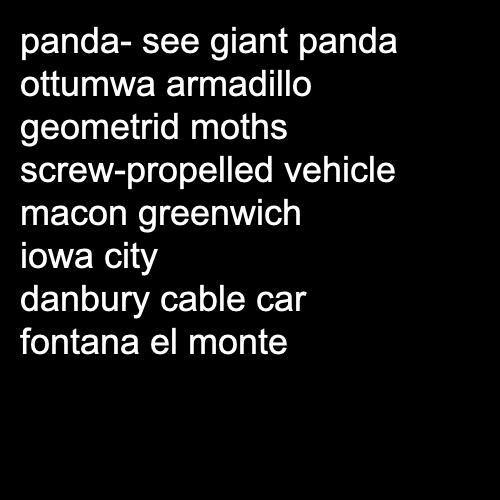 panda- see giant panda
ottumwa armadillo
geometrid moths
screw-propelled vehicle
macon greenwich
iowa city
danbury cable car
fontana el monte